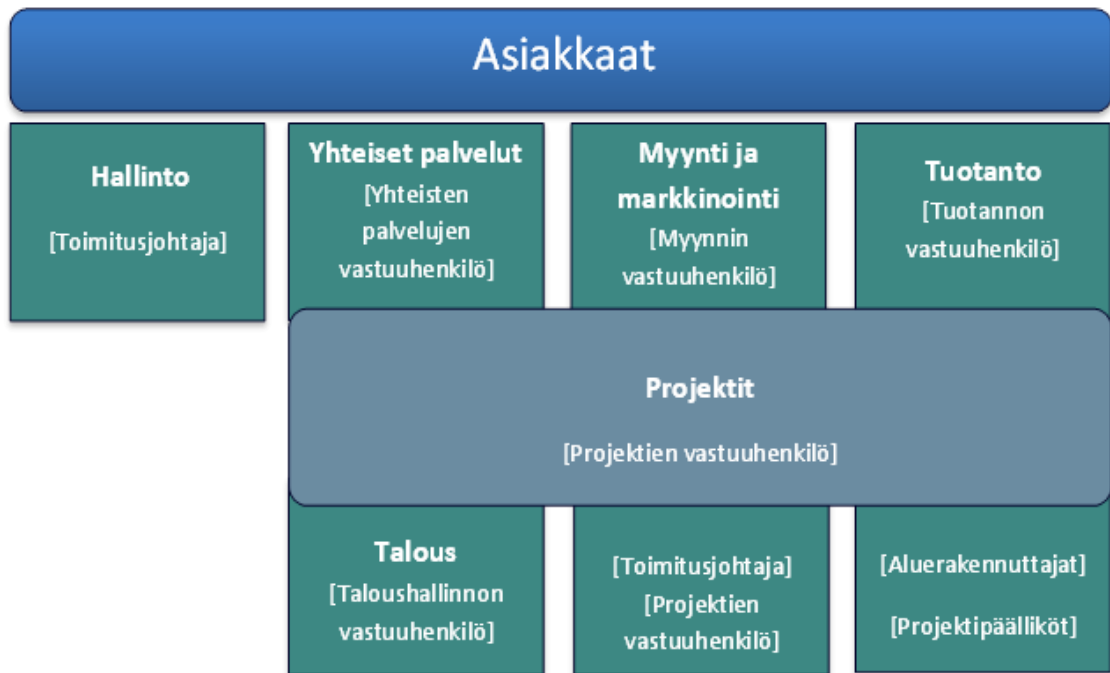 Asiakkaat
Hallinto
[Toimitusjohtaja]
Yhteiset palvelut
[Yhteisten
palvelujen
vastuuhenkilö]
Myynti ja
markkinointi
[Myynnin
vastuuhenkilö]
Tuotanto
[Tuotannon
vastuuhenkilö]
Projektit
[Projektien vastuuhenkilö]
Talous
[Taloushallinnon
vastuuhenkilö]
[Toimitusjohtaja]
[Projektien
vastuuhenkilö]
[Aluerakennuttajat]
[Projektipäälliköt]